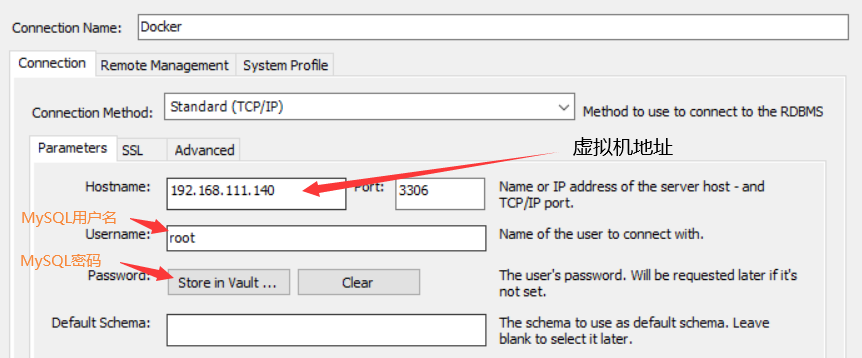 Connection Name: Docker
Connection Remote Management System Profile
Connection Method: Standard (TCP/IP) Method to use to connect to the RDBMS
Parameters SSL Advanced
虚拟机地址
Hostname: 192.168.111.140 Port: 3306 Name or IP address of the server host - and
TCP/IP port.
MySQL用户名
Username: root Name of the user to connect with.
MySQL密码
Password: Store in Vault ... Clear The user's password. Will be requested later if it's
not set.
Default Schema: The schema to use as default schema. Leave
blank to select it later.